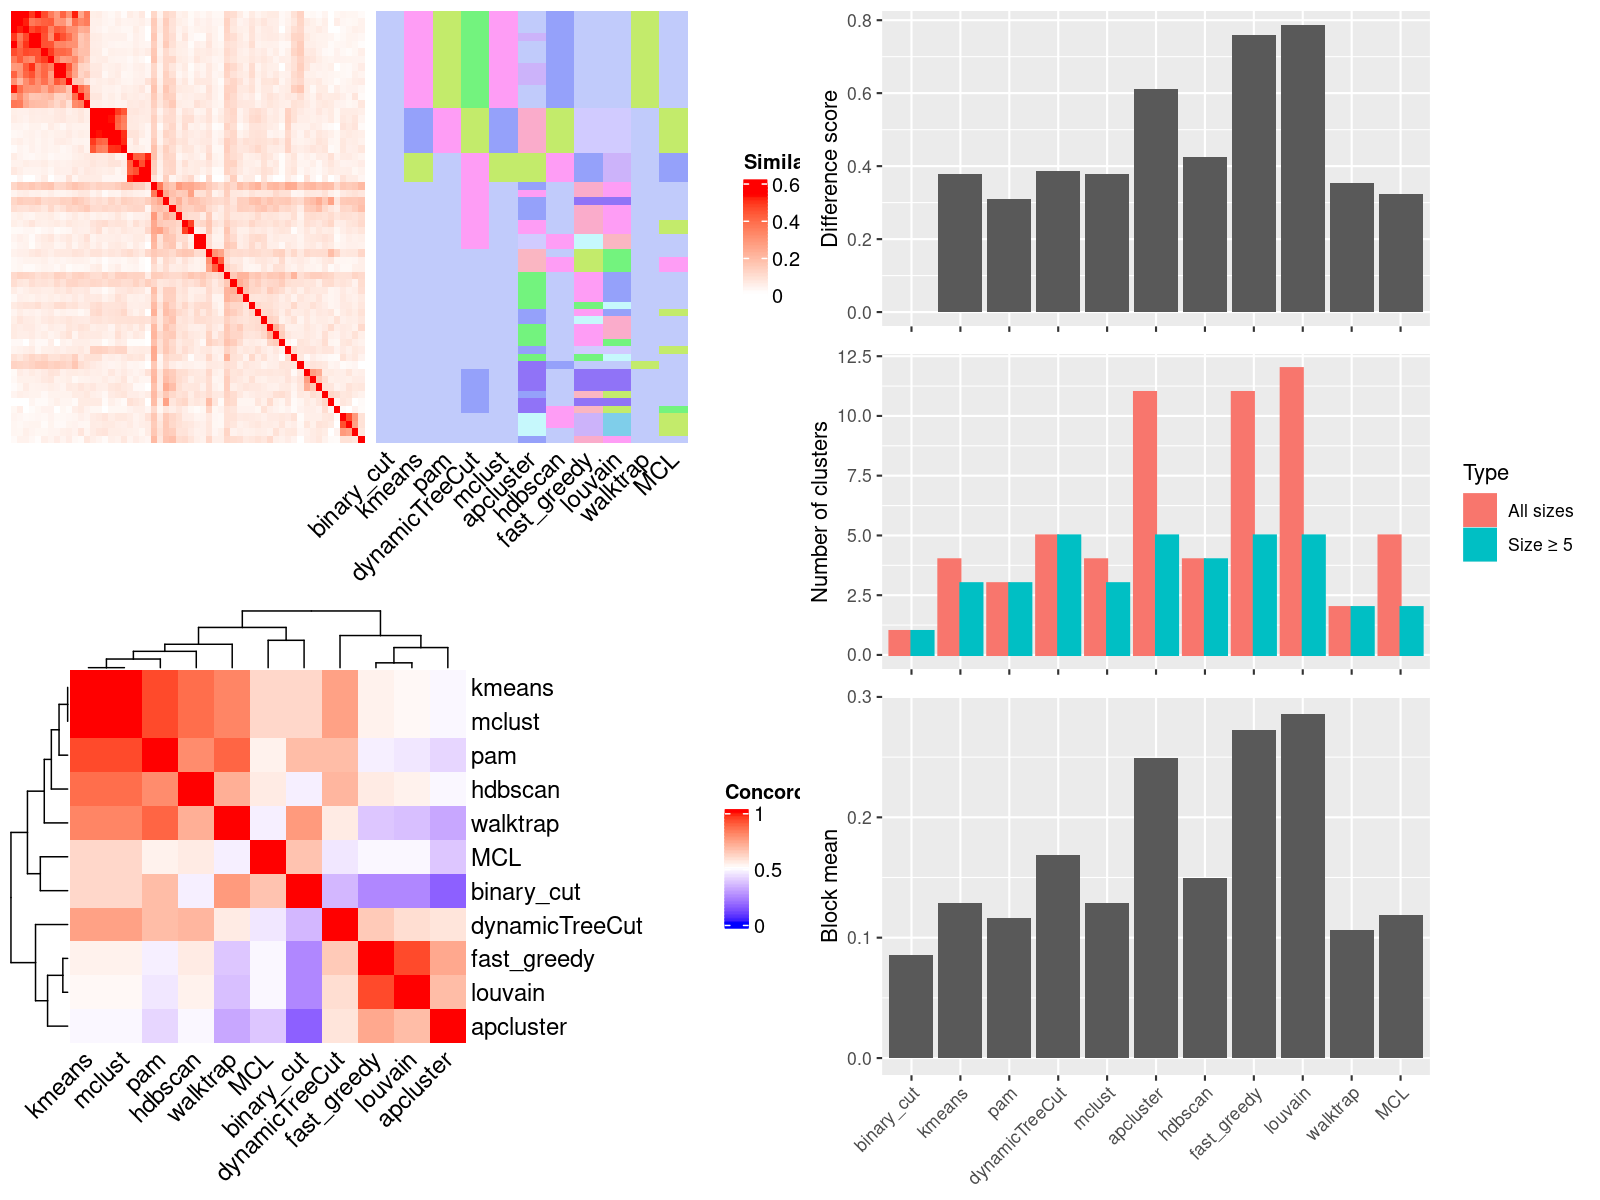 Simila
0.6
0.4
0.2
0
binary_cut
kmeans
pam
dynamicTreeCut
mclust
apcluster
hdbscan
fast_greedy
louvain
walktrap
MCL
kmeans
mclust
pam
hdbscan
walktrap
MCL
binary_cut
dynamicTreeCut
fast_greedy
louvain
apcluster
kmeans
mclust
pam
hdbscan
walktrap
MCL
binary_cut
dynamicTreeCut
fast_greedy
louvain
apcluster
Concord
1
0.5
0
Difference score
0.8
0.6
0.4
0.2
0.0
Number of clusters
12.5
10.0
7.5
5.0
2.5
0.0
Type
All sizes
Size ≥ 5
Block mean
0.3
0.2
0.1
0.0
binary_cut
kmeans
pam
dynamicTreeCut
mclust
apcluster
hdbscan
fast_greedy
louvain
walktrap
MCL